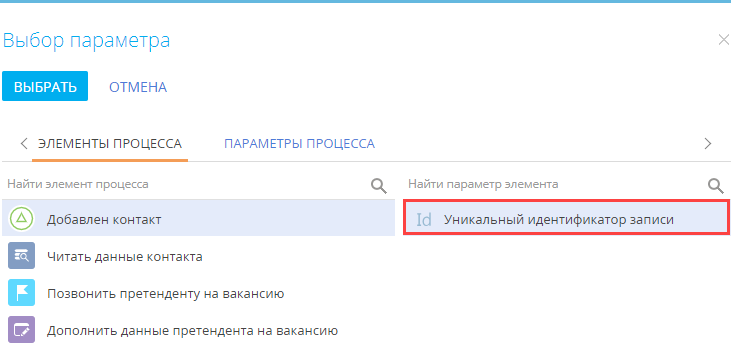 Выбор параметра
ВЫБРАТЬ ОТМЕНА
ЭЛЕМЕНТЫ ПРОЦЕССА ПАРАМЕТРЫ ПРОЦЕССА
Найти элемент процесса Найти параметр элемента
Добавлен контакт Id Уникальный идентификатор записи
Читать данные контакта
Позвонить претенденту на вакансию
Дополнить данные претендента на вакансию